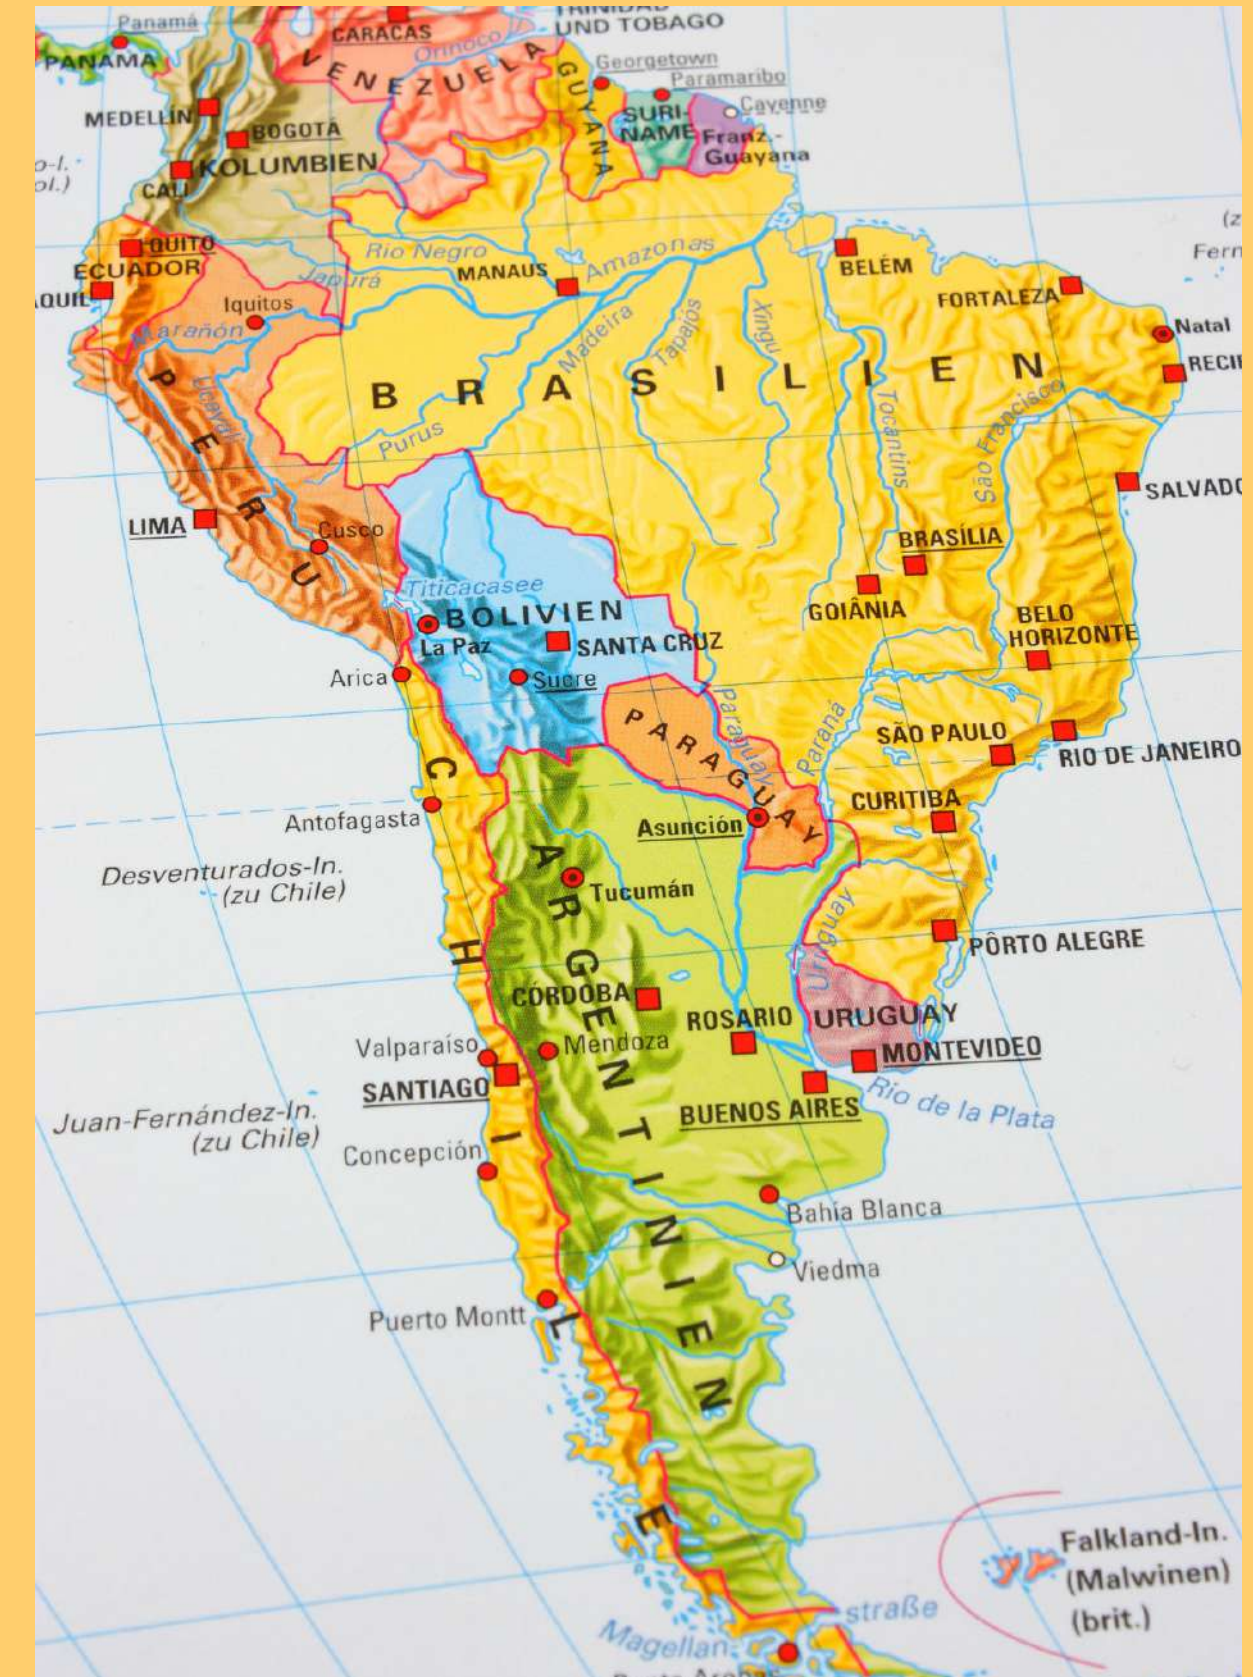 Panamá
PANAMA
CARACAS
Orinoco
VENEZUELA
TRINIDAD
UND TOBAGO
GUYANA
Georgetown
Paramaribo
Cayenne
SURI-
NAME
Franz.-
Guayana
MEDELLÍN
BOGOTÁ
KOLUMBIEN
CALI
QUITO
ECUADOR
Rio Negro
Japurá
MANAUS
Amazonas
BELÉM
FORTALEZA
Natal
Iquitos
Marañón
Ucayali
Madeira
Tapajós
Xingu
BRASILIEN
Tocantins
São Francisco
Purus
PERU
LIMA
Cusco
Titicacasee
BOLIVIEN
La Paz
SANTA CRUZ
Sucre
BRASÍLIA
GOIÂNIA
BELO
HORIZONTE
Arica
PARAGUAY
Paraguay
Paraná
SÃO PAULO
RIO DE JANEIRO
CURITIBA
CHILE
Antofagasta
Asunción
Desventurados-In.
(zu Chile)
ARGENTINIEN
Tucumán
Uruguay
PÔRTO ALEGRE
CÓRDOBA
ROSARIO
URUGUAY
MONTEVIDEO
Valparaíso
Mendoza
SANTIAGO
BUENOS AIRES
Río de la Plata
Juan-Fernández-In.
(zu Chile)
Concepción
Bahía Blanca
Viedma
Puerto Montt
Falkland-In.
(Malwinen)
(brit.)
Magellan-
straße